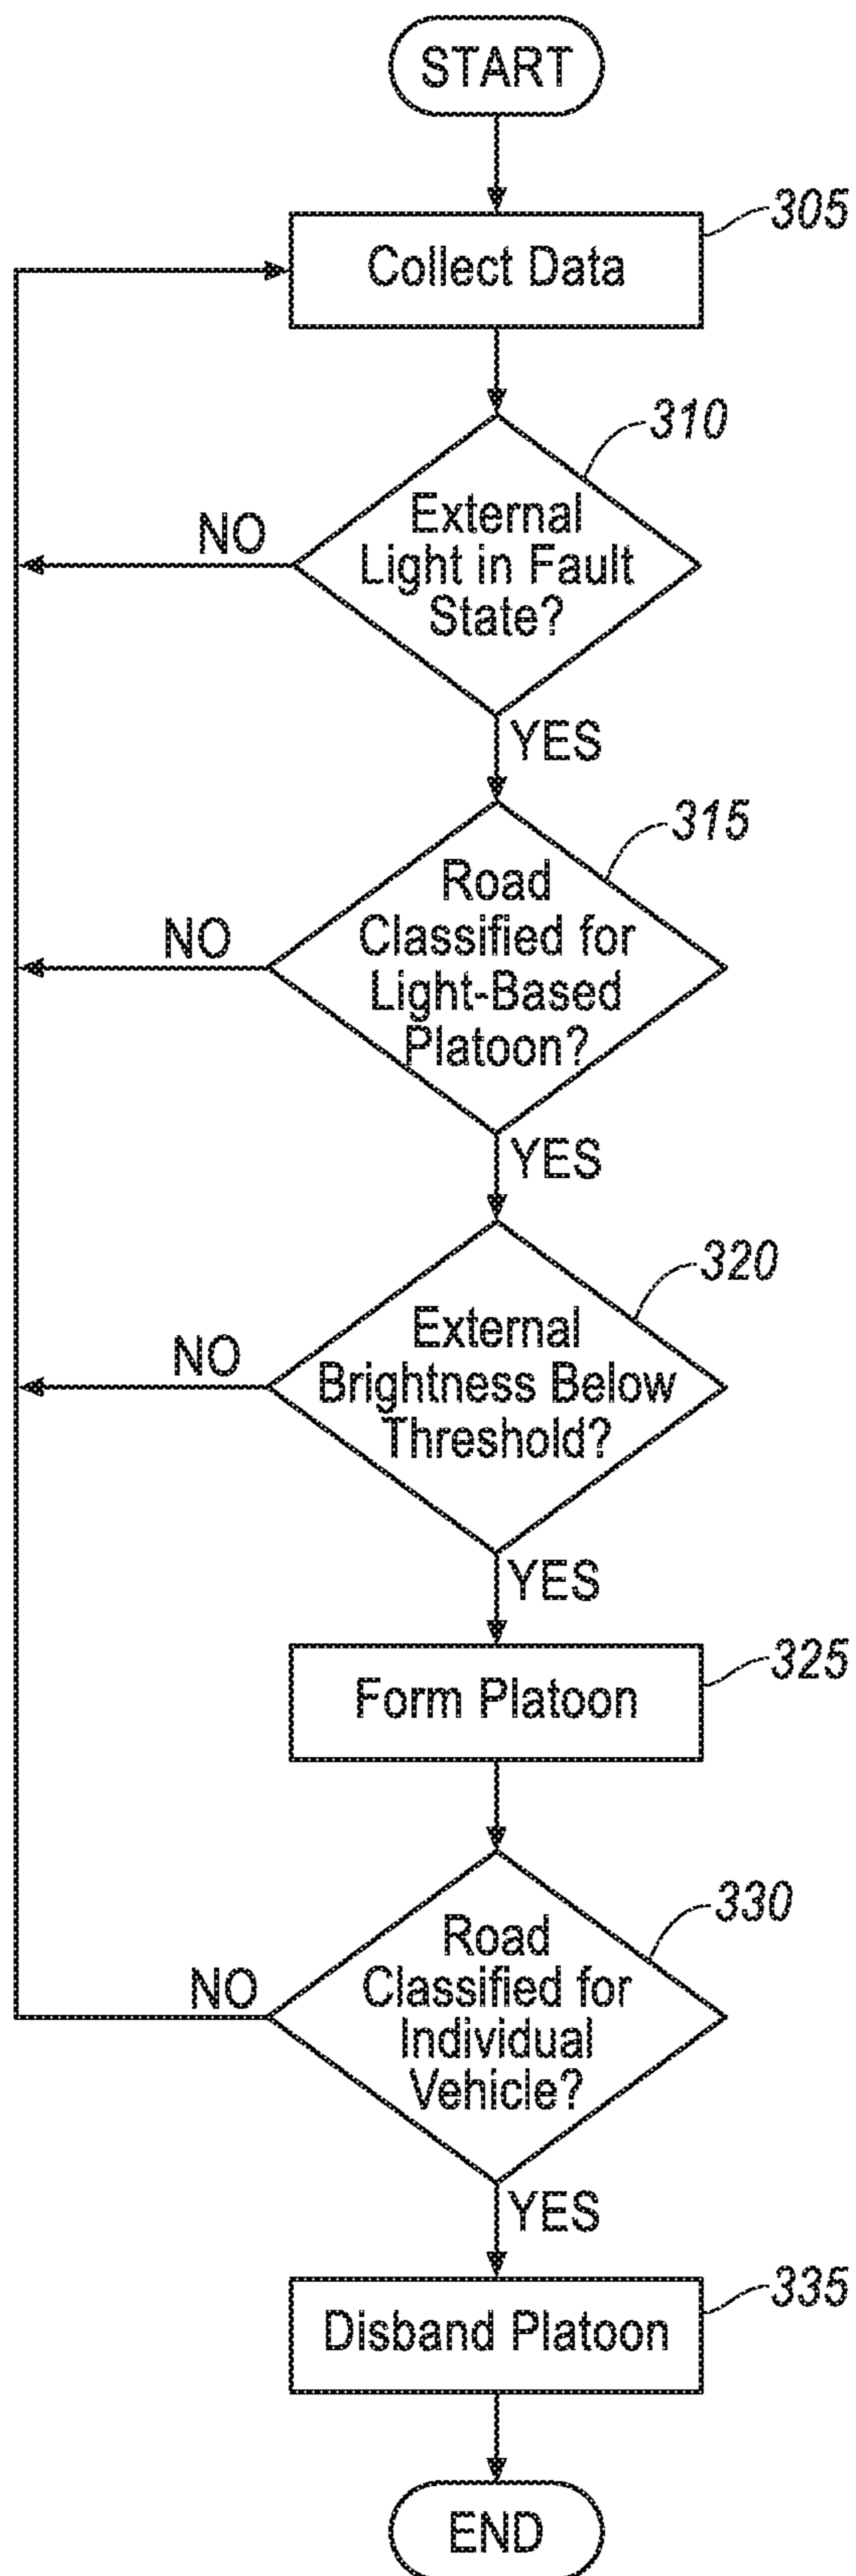 START
305
Collect Data
310
External
Light in Fault
State?
NO
YES
315
Road
Classified for
Light-Based
Platoon?
NO
YES
320
External
Brightness Below
Threshold?
NO
YES
325
Form Platoon
330
Road
Classified for
Individual
Vehicle?
NO
YES
335
Disband Platoon
END